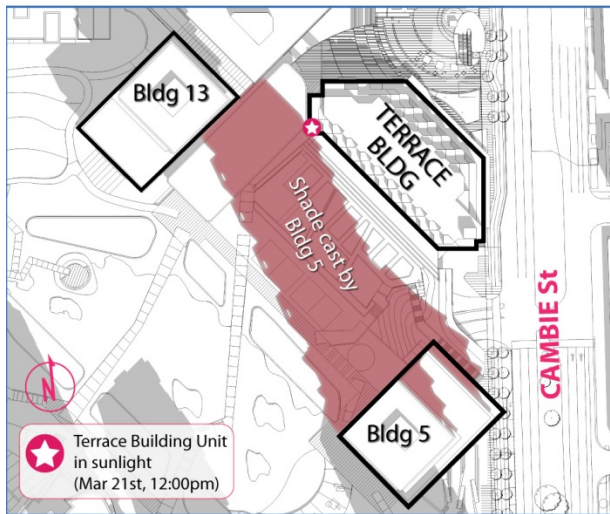 Bldg 13
TERRACE
BLDG
Shade cast by
Bldg 5
CAMBIE St
N
Bldg 5
Terrace Building Unit
in sunlight
(Mar 21st, 12:00pm)